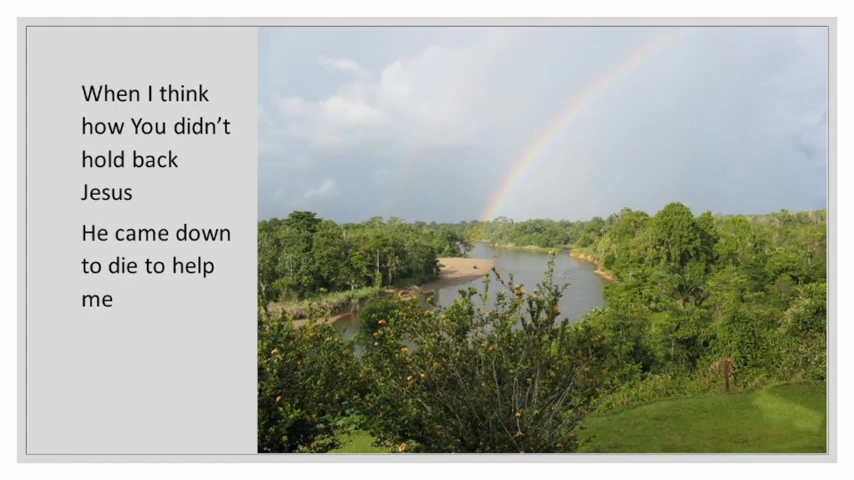 When I think
how You didn’t
hold back
Jesus
He came down
to die to help
me